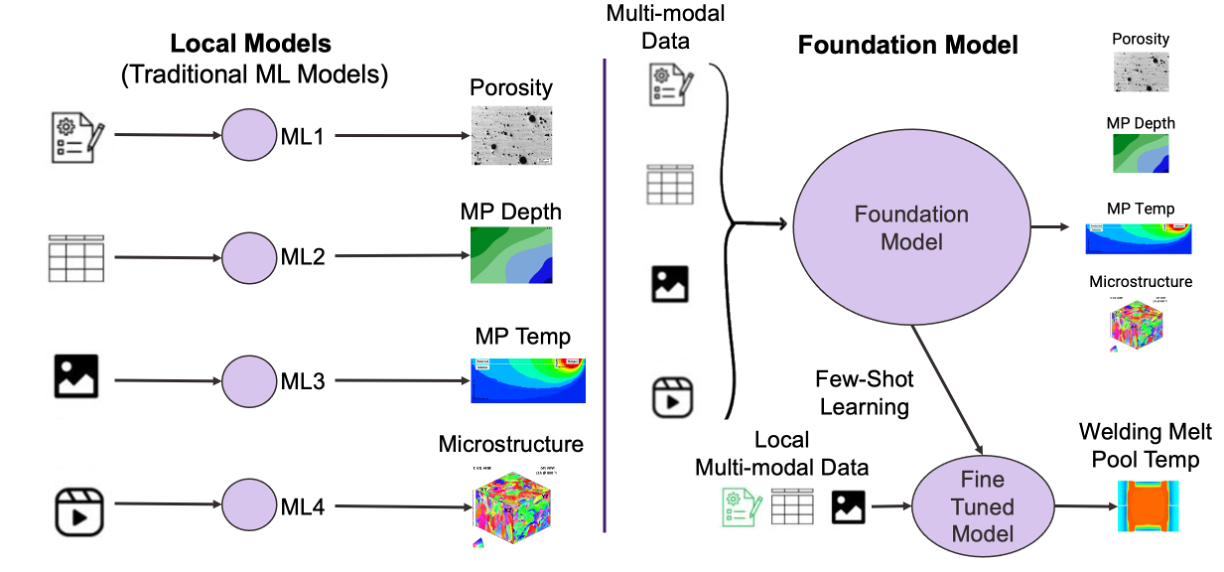 Local Models
(Traditional ML Models)
Porosity
ML1
MP Depth
ML2
MP Temp
ML3
Microstructure
ML4
Multi-modal
Data
Foundation Model
Foundation
Model
Porosity
MP Depth
MP Temp
Microstructure
Few-Shot
Learning
Local
Multi-modal Data
Fine
Tuned
Model
Welding Melt
Pool Temp